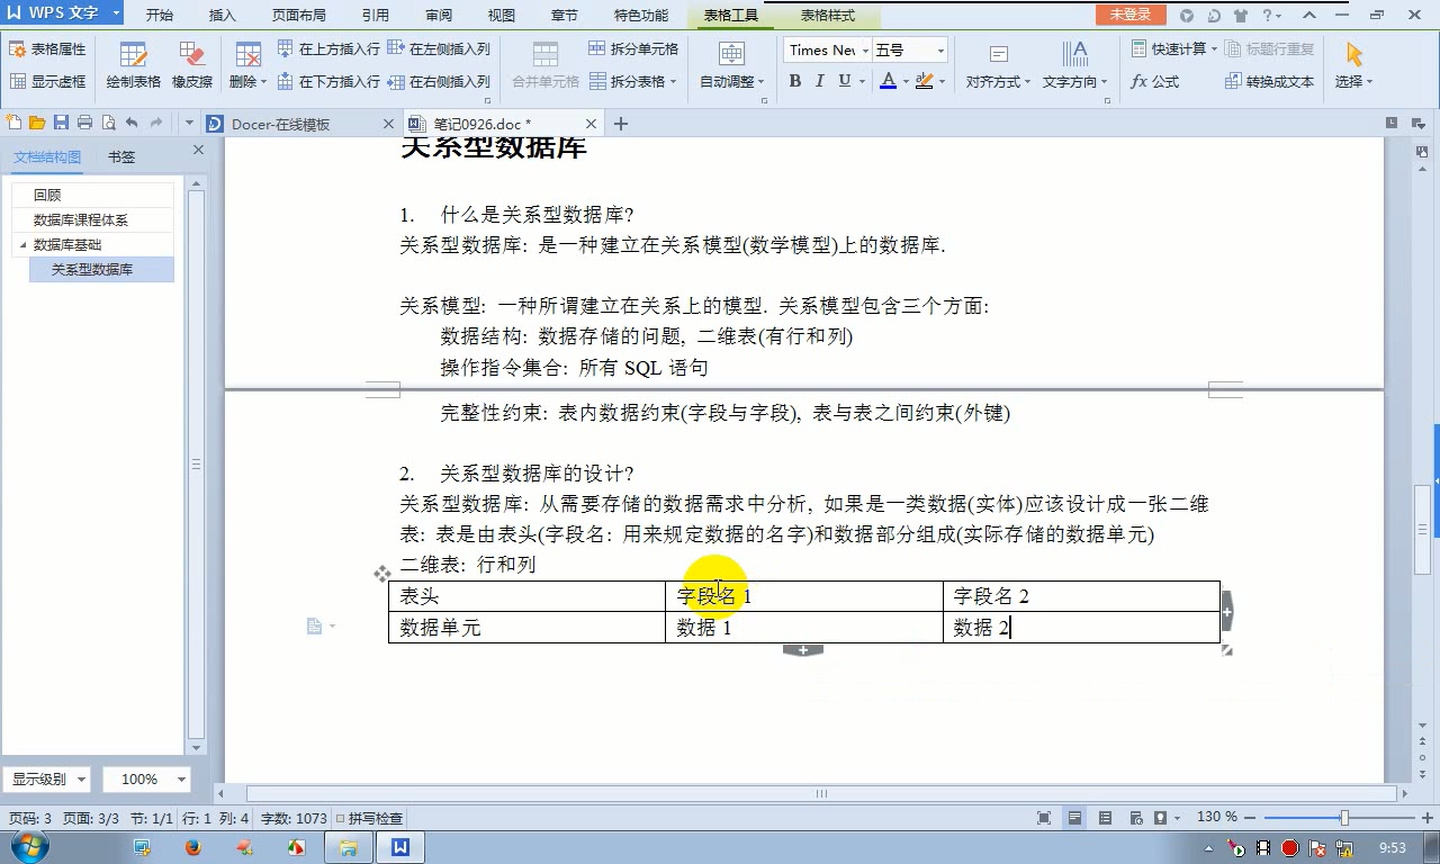 WPS 文字 开始 插入 页面布局 引用 审阅 视图 章节 特色功能 表格工具 表格样式 未登录
表格属性 绘制表格 橡皮擦 删除 在上方插入行 在左侧插入列 合并单元格 拆分单元格 自动调整 Times Nev 五号 对齐方式 文字方向 快速计算 标题行重复 选择
显示虚框 在下方插入行 在右侧插入列 拆分表格 B I U A fx 公式 转换成文本
Docer-在线模板 笔记0926.doc *
文档结构图 书签
回顾
数据库课程体系
数据库基础
关系型数据库
关系型数据库
1. 什么是关系型数据库?
关系型数据库: 是一种建立在关系模型(数学模型)上的数据库.
关系模型: 一种所谓建立在关系上的模型. 关系模型包含三个方面:
数据结构: 数据存储的问题, 二维表(有行和列)
操作指令集合: 所有 SQL 语句
完整性约束: 表内数据约束(字段与字段), 表与表之间约束(外键)
2. 关系型数据库的设计?
关系型数据库: 从需要存储的数据需求中分析, 如果是一类数据(实体)应该设计成一张二维
表: 表是由表头(字段名: 用来规定数据的名字)和数据部分组成(实际存储的数据单元)
二维表: 行和列
表头 字段名 1 字段名 2
数据单元 数据 1 数据 2
显示级别 100%
页码: 3 页面: 3/3 节: 1/1 行: 1 列: 4 字数: 1073 拼写检查 130 %
9:53